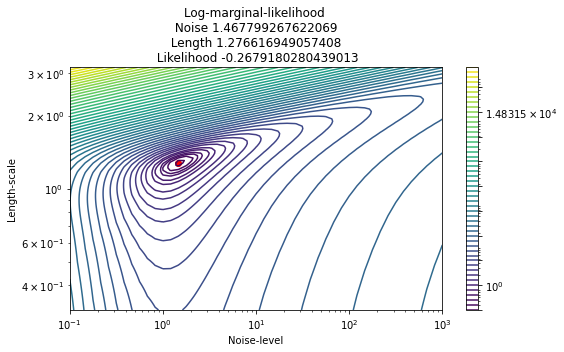 Log-marginal-likelihood
Noise 1.467799267622069
Length 1.276616949057408
Likelihood -0.2679180280439013
3 × 10⁰
2 × 10⁰
10⁰
6 × 10⁻¹
4 × 10⁻¹
Length-scale
10⁻¹ 10⁰ 10¹ 10² 10³
Noise-level
1.48315 × 10⁴
10⁰